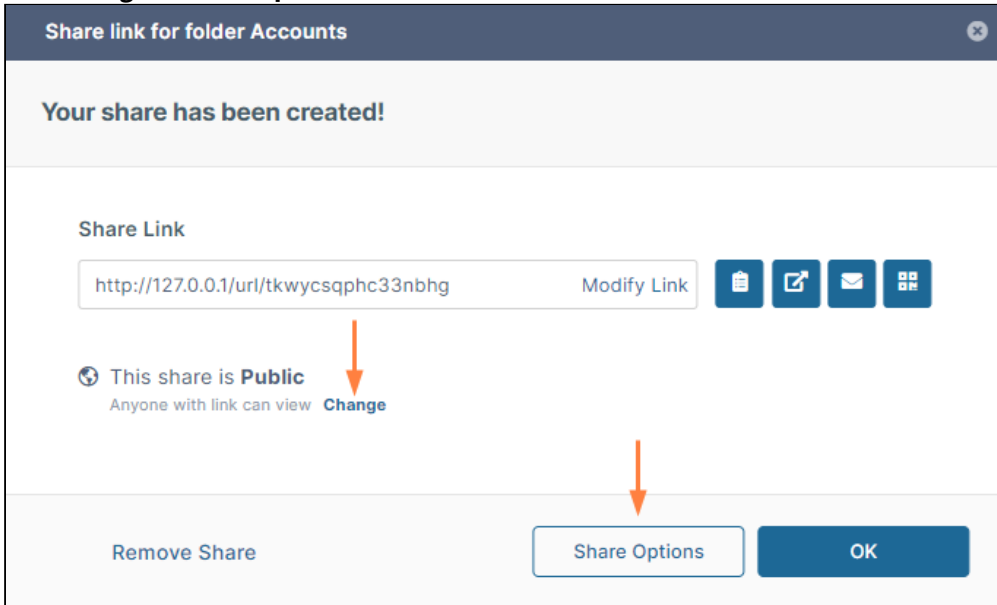 Share link for folder Accounts
Your share has been created!
Share Link
http://127.0.0.1/url/tkwycsqphc33nbhg Modify Link
This share is Public
Anyone with link can view Change
Remove Share Share Options OK